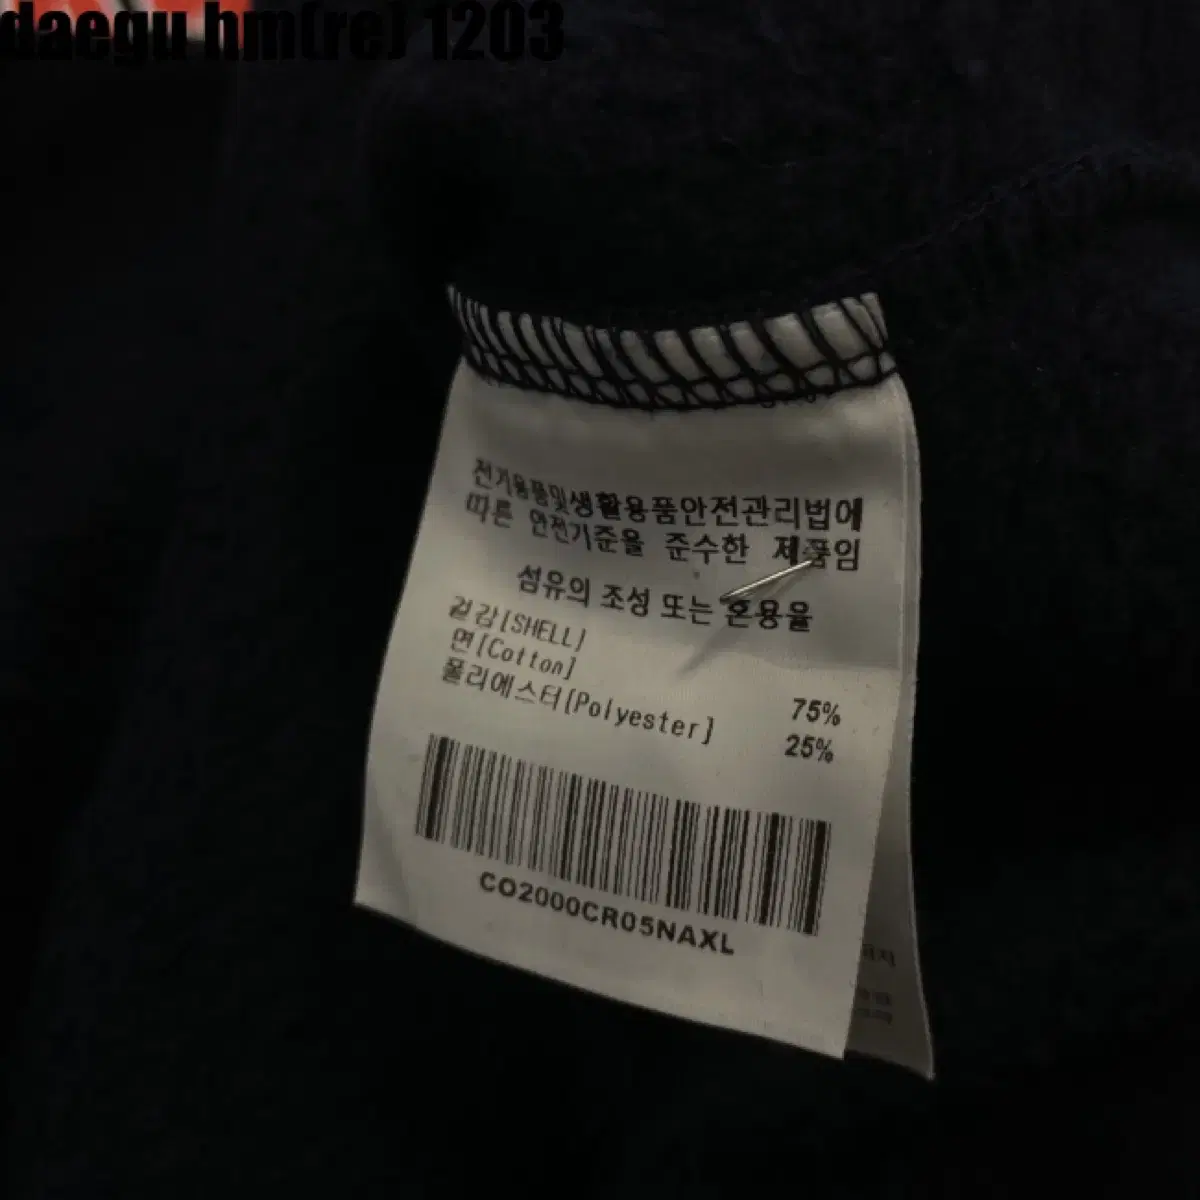 daegu hm(re) 1203
전기용품및생활용품안전관리법에
따른 안전기준을 준수한 제품임
섬유의 조성 또는 혼용율
겉감[SHELL]
면[Cotton] 75%
폴리에스터[Polyester] 25%
CO2000CR05NAXL